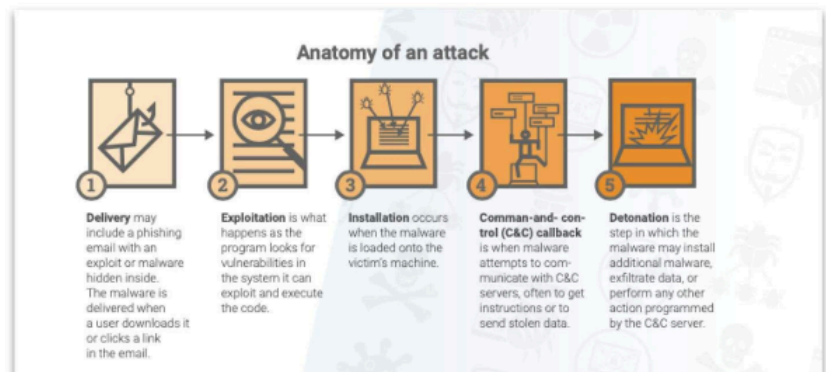 Anatomy of an attack
1
2
3
4
5
Delivery may
include a phishing
email with an
exploit or malware
hidden inside.
The malware is
delivered when
a user downloads it
or clicks a link
in the email.
Exploitation is what
happens as the
program looks for
vulnerabilities in
the system it can
exploit and execute
the code.
Installation occurs
when the malware
is loaded onto the
victim's machine.
Comman-and- con-
trol (C&C) callback
is when malware
attempts to com-
municate with C&C
servers, often to get
instructions or to
send stolen data.
Detonation is the
step in which the
malware may install
additional malware,
exfiltrate data, or
perform any other
action programmed
by the C&C server.